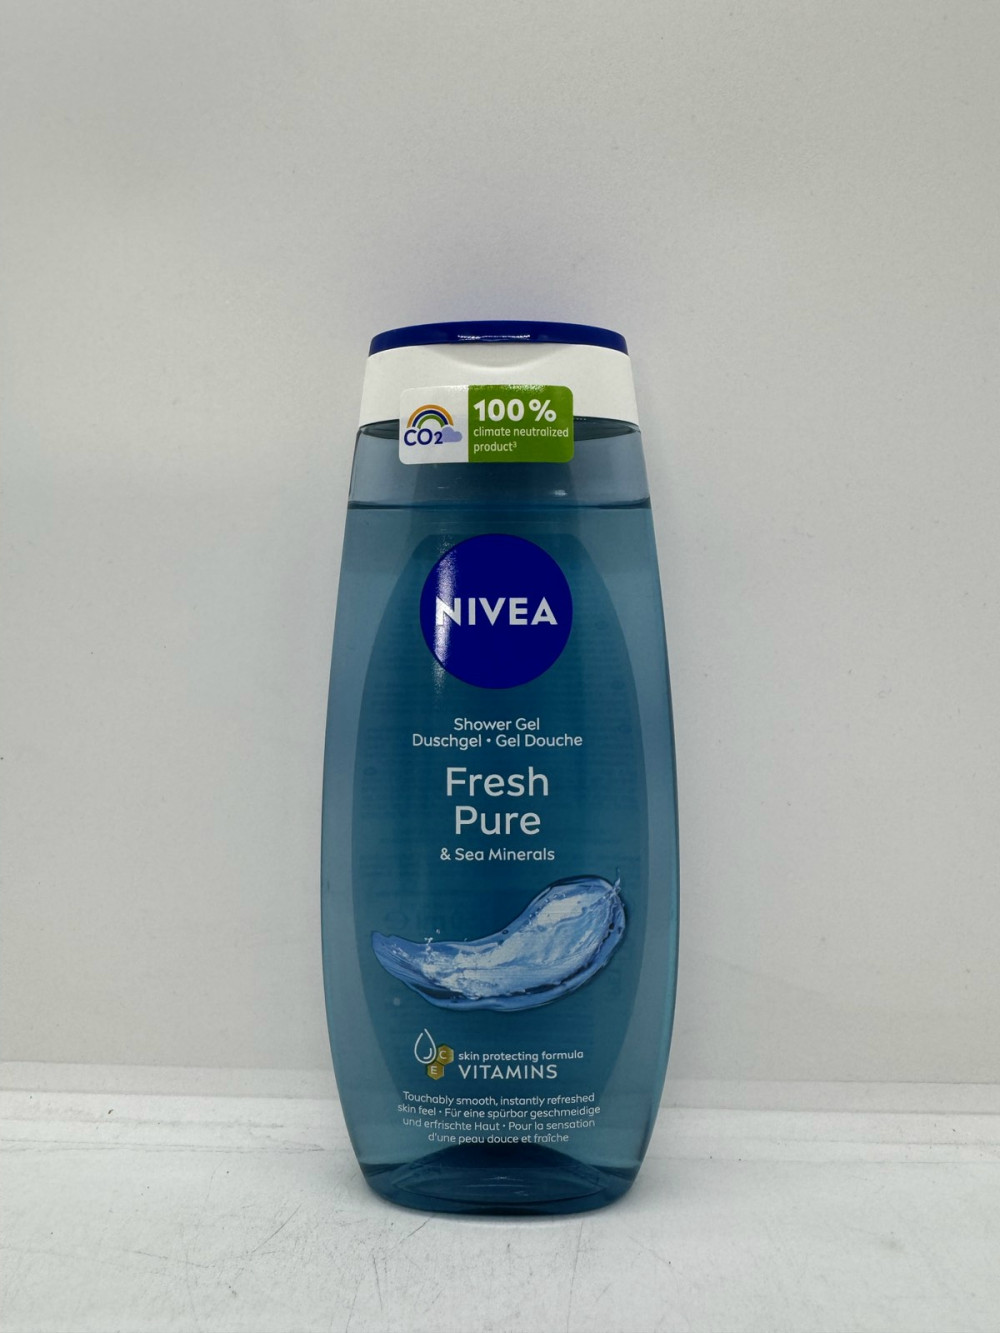 CO2
100%
climate neutralized
product³
NIVEA
Shower Gel
Duschgel • Gel Douche
Fresh
Pure
& Sea Minerals
C
E
skin protecting formula
VITAMINS
Touchably smooth, instantly refreshed
skin feel • Für eine spürbar geschmeidige
und erfrischte Haut • Pour la sensation
d'une peau douce et fraîche